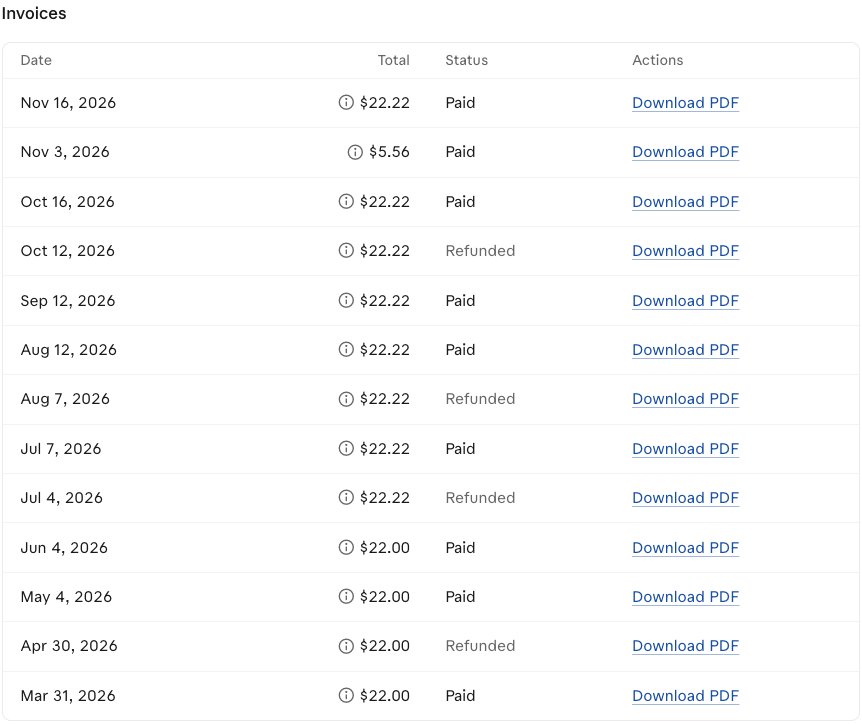 Invoices
Date Total Status Actions
Nov 16, 2026 $22.22 Paid Download PDF
Nov 3, 2026 $5.56 Paid Download PDF
Oct 16, 2026 $22.22 Paid Download PDF
Oct 12, 2026 $22.22 Refunded Download PDF
Sep 12, 2026 $22.22 Paid Download PDF
Aug 12, 2026 $22.22 Paid Download PDF
Aug 7, 2026 $22.22 Refunded Download PDF
Jul 7, 2026 $22.22 Paid Download PDF
Jul 4, 2026 $22.22 Refunded Download PDF
Jun 4, 2026 $22.00 Paid Download PDF
May 4, 2026 $22.00 Paid Download PDF
Apr 30, 2026 $22.00 Refunded Download PDF
Mar 31, 2026 $22.00 Paid Download PDF